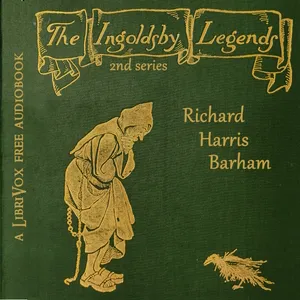 The Ingoldsby Legends
2nd series
Richard
Harris
Barham
A LIBRIVOX FREE AUDIOBOOK